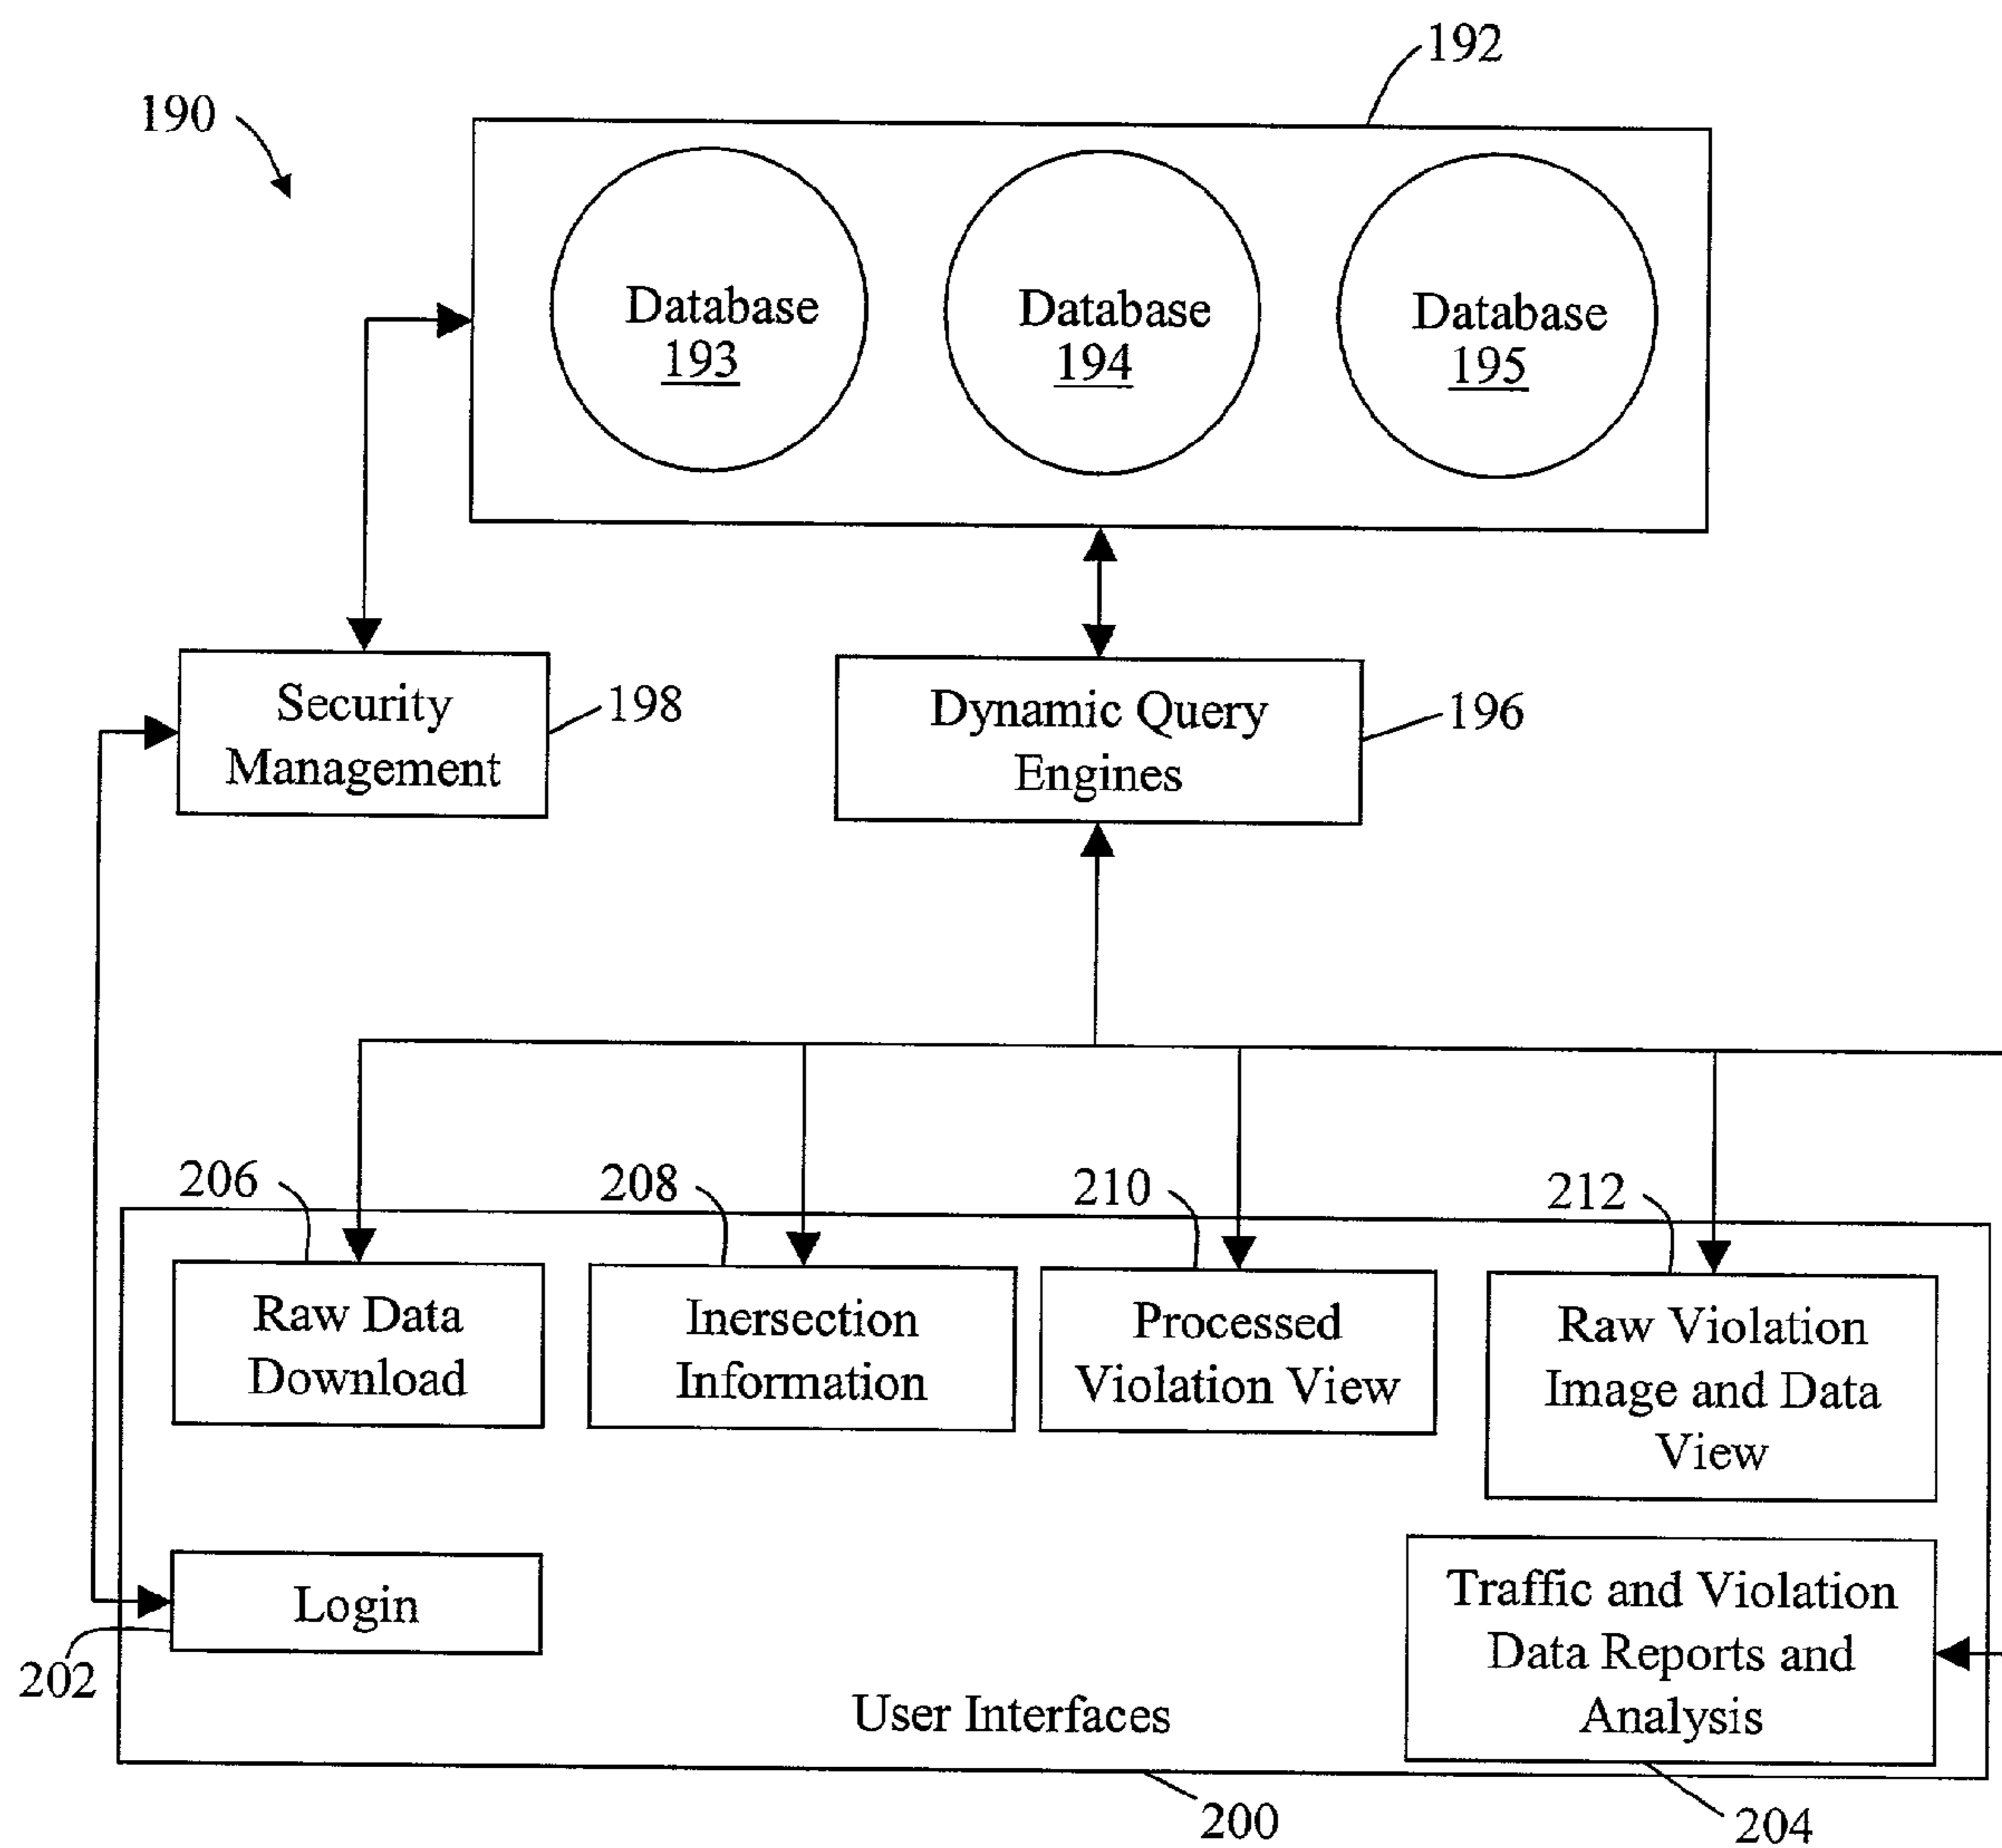 192
190
Database
193
Database
194
Database
195
Security
Management
198
Dynamic Query
Engines
196
206
208
210
212
Raw Data
Download
Inersection
Information
Processed
Violation View
Raw Violation
Image and Data
View
Login
202
Traffic and Violation
Data Reports and
Analysis
User Interfaces
200
204